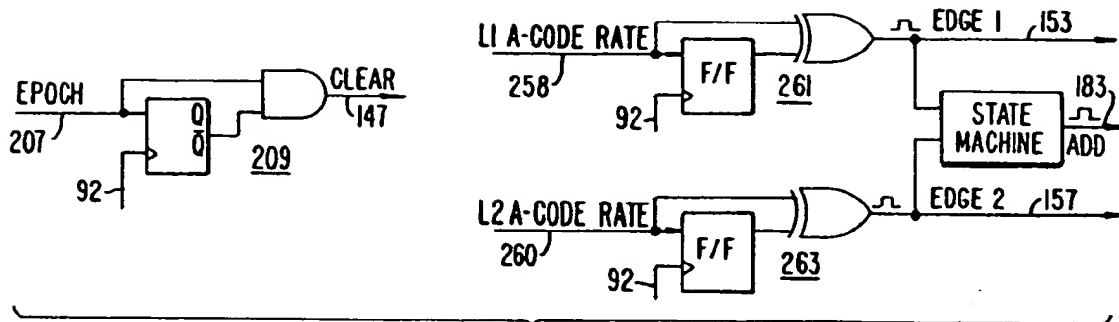 EPOCH
207
Q
Q̅
209
92
CLEAR
147
L1 A-CODE RATE
258
F/F
92
261
EDGE 1
153
STATE
MACHINE
183
ADD
L2 A-CODE RATE
260
F/F
92
263
EDGE 2
157